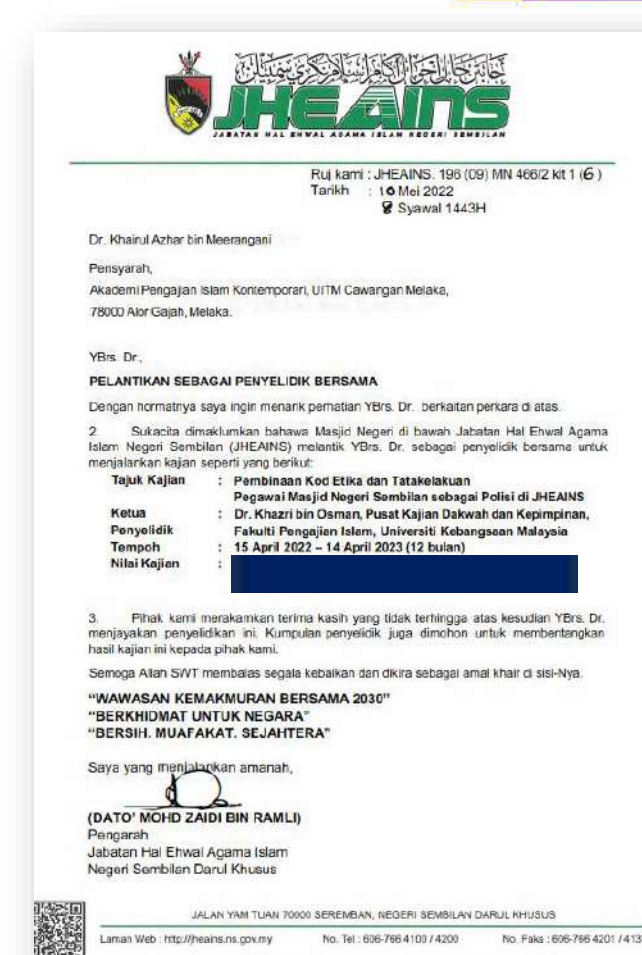 JHEAINS
JABATAN HAL EHWAL AGAMA ISLAM NEGERI SEMBILAN
Ruj kami : JHEAINS. 196 (09) MN 466/2 kit 1 (6)
Tarikh : 10 Mei 2022
8 Syawal 1443H
Dr. Khairul Azhar bin Meerangani
Pensyarah,
Akademi Pengajian Islam Kontemporari, UITM Cawangan Melaka,
78000 Alor Gajah, Melaka.
YBrs. Dr.,
PELANTIKAN SEBAGAI PENYELIDIK BERSAMA
Dengan hormatnya saya ingin menarik perhatian YBrs. Dr. berkaitan perkara di atas.
2. Sukacita dimaklumkan bahawa Masjid Negeri di bawah Jabatan Hal Ehwal Agama
Islam Negeri Sembilan (JHEAINS) melantik YBrs. Dr. sebagai penyelidik bersama untuk
menjalankan kajian seperti yang berikut:
Tajuk Kajian : Pembinaan Kod Etika dan Tatakelakuan
Pegawai Masjid Negeri Sembilan sebagai Polisi di JHEAINS
Ketua : Dr. Khazri bin Osman, Pusat Kajian Dakwah dan Kepimpinan,
Penyelidik Fakulti Pengajian Islam, Universiti Kebangsaan Malaysia
Tempoh : 15 April 2022 – 14 April 2023 (12 bulan)
Nilai Kajian :
3. Pihak kami merakamkan terima kasih yang tidak terhingga atas kesudian YBrs. Dr.
menjayakan penyelidikan ini. Kumpulan penyelidik juga dimohon untuk membentangkan
hasil kajian ini kepada pihak kami.
Semoga Allah SWT membalas segala kebaikan dan dikira sebagai amal khair di sisi-Nya.
“WAWASAN KEMAKMURAN BERSAMA 2030”
“BERKHIDMAT UNTUK NEGARA”
“BERSIH. MUAFAKAT. SEJAHTERA”
Saya yang menjalankan amanah,
(DATO' MOHD ZAIDI BIN RAMLI)
Pengarah
Jabatan Hal Ehwal Agama Islam
Negeri Sembilan Darul Khusus
JALAN YAM TUAN 70000 SEREMBAN, NEGERI SEMBILAN DARUL KHUSUS
Laman Web : http://jheains.ns.gov.my No. Tel : 606-766 4100 / 4200 No. Faks : 606-766 4201 / 413